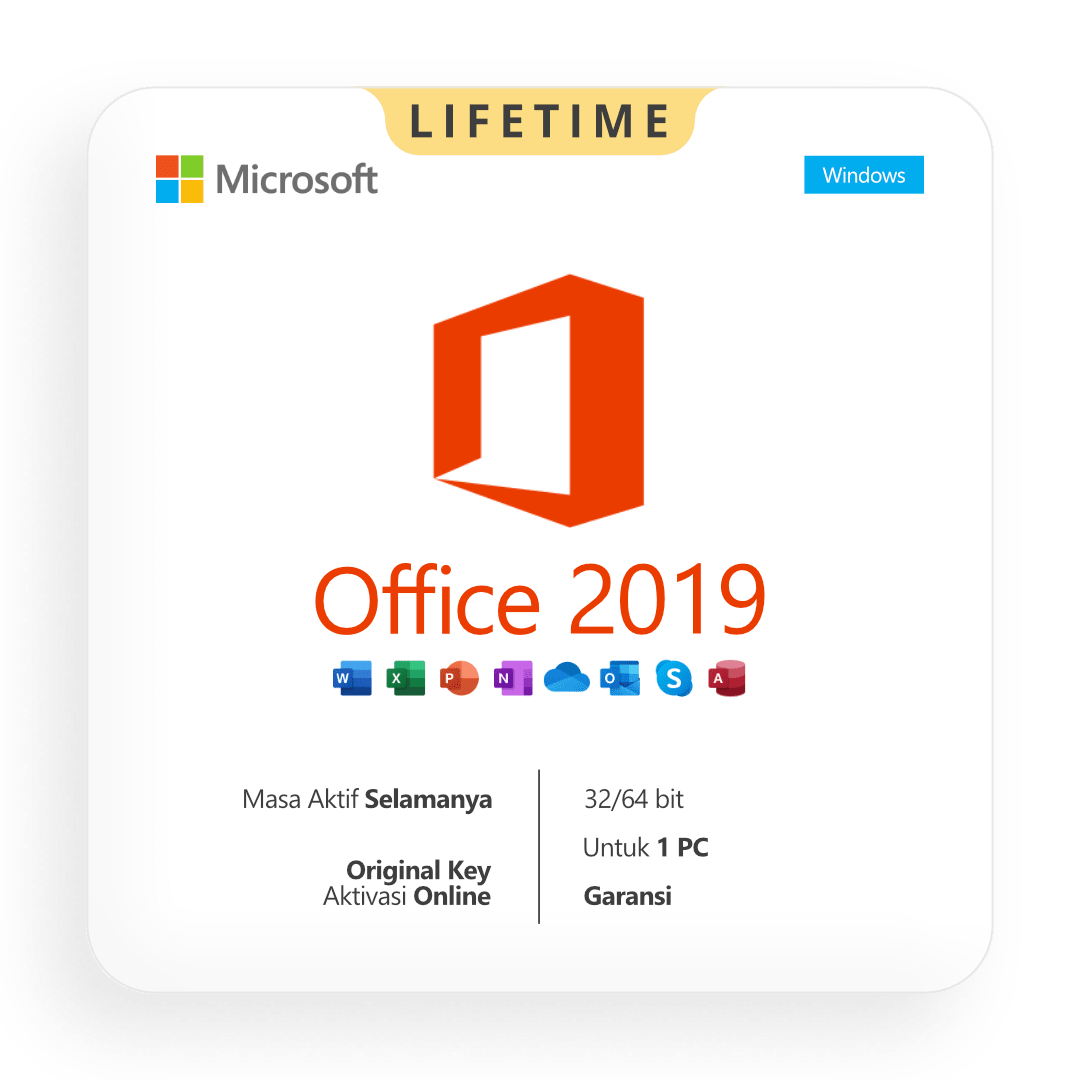 LIFETIME
Microsoft
Windows
Office 2019
W X P N O S A
Masa Aktif Selamanya
Original Key
Aktivasi Online
32/64 bit
Untuk 1 PC
Garansi